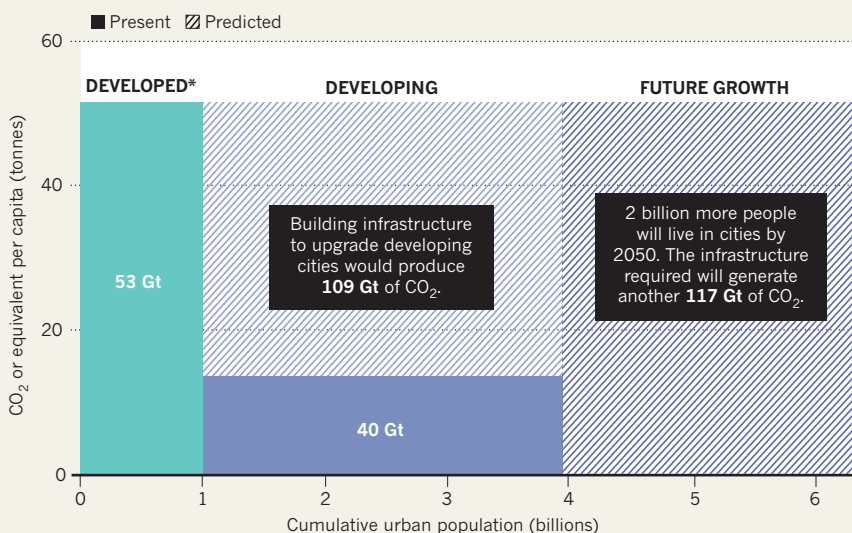 Present Predicted
60
DEVELOPED*
DEVELOPING
FUTURE GROWTH
40
20
0
CO₂ or equivalent per capita (tonnes)
53 Gt
Building infrastructure
to upgrade developing
cities would produce
109 Gt of CO₂.
40 Gt
2 billion more people
will live in cities by
2050. The infrastructure
required will generate
another 117 Gt of CO₂.
0 1 2 3 4 5 6
Cumulative urban population (billions)